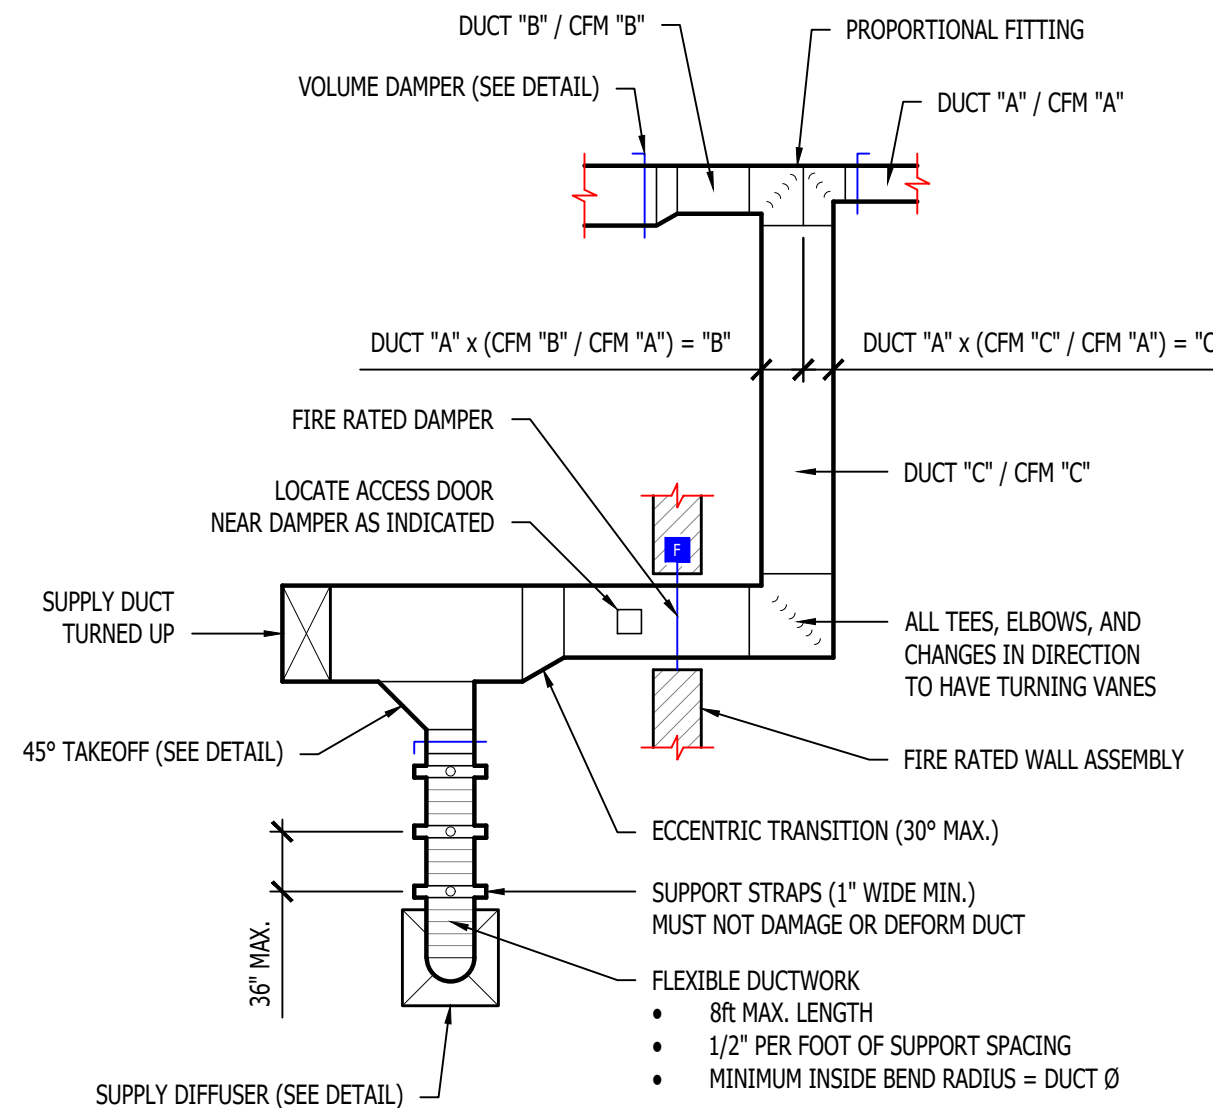 DUCT "B" / CFM "B"
PROPORTIONAL FITTING
VOLUME DAMPER (SEE DETAIL)
DUCT "A" / CFM "A"
DUCT "A" x (CFM "B" / CFM "A") = "B"
DUCT "A" x (CFM "C" / CFM "A") = "C
FIRE RATED DAMPER
DUCT "C" / CFM "C"
LOCATE ACCESS DOOR
NEAR DAMPER AS INDICATED
F
SUPPLY DUCT
TURNED UP
ALL TEES, ELBOWS, AND
CHANGES IN DIRECTION
TO HAVE TURNING VANES
45° TAKEOFF (SEE DETAIL)
FIRE RATED WALL ASSEMBLY
ECCENTRIC TRANSITION (30° MAX.)
SUPPORT STRAPS (1" WIDE MIN.)
MUST NOT DAMAGE OR DEFORM DUCT
36" MAX.
FLEXIBLE DUCTWORK
• 8ft MAX. LENGTH
• 1/2" PER FOOT OF SUPPORT SPACING
• MINIMUM INSIDE BEND RADIUS = DUCT Ø
SUPPLY DIFFUSER (SEE DETAIL)